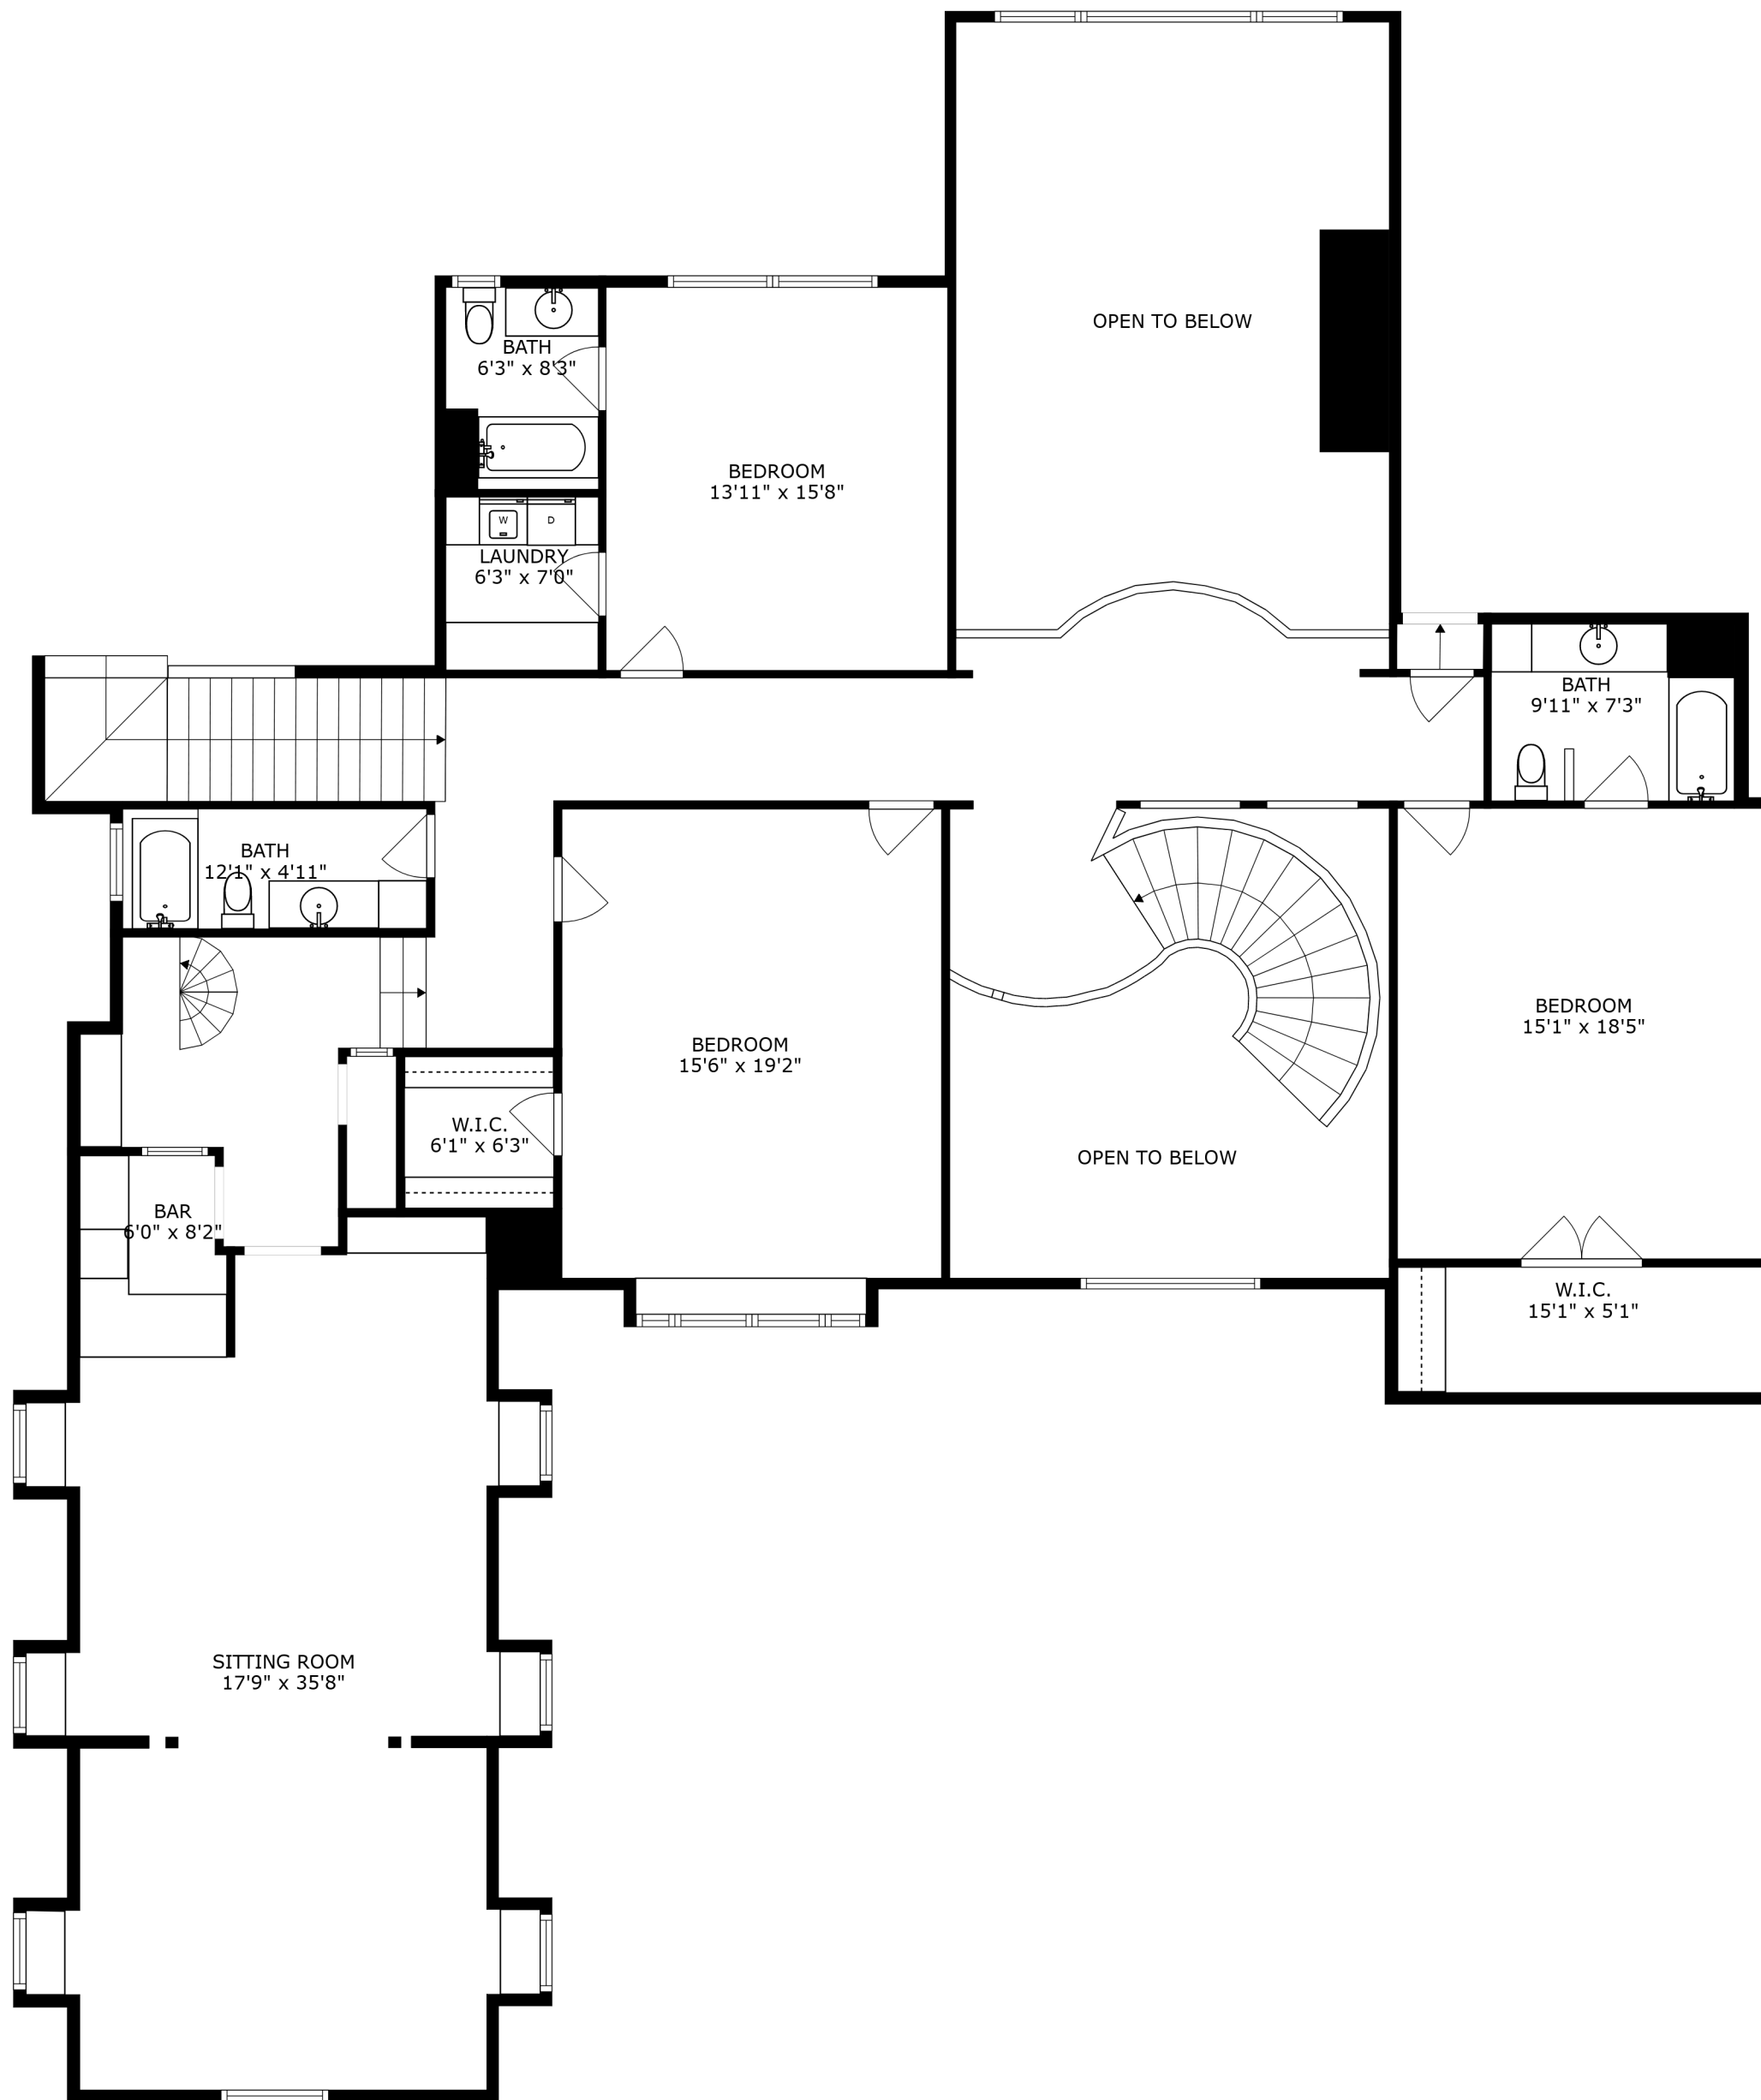 OPEN TO BELOW
BATH
6'3" x 8'3"
BEDROOM
13'11" x 15'8"
W
D
LAUNDRY
6'3" x 7'0"
BATH
9'11" x 7'3"
BATH
12'1" x 4'11"
BEDROOM
15'1" x 18'5"
BEDROOM
15'6" x 19'2"
W.I.C.
6'1" x 6'3"
OPEN TO BELOW
BAR
6'0" x 8'2"
W.I.C.
15'1" x 5'1"
SITTING ROOM
17'9" x 35'8"